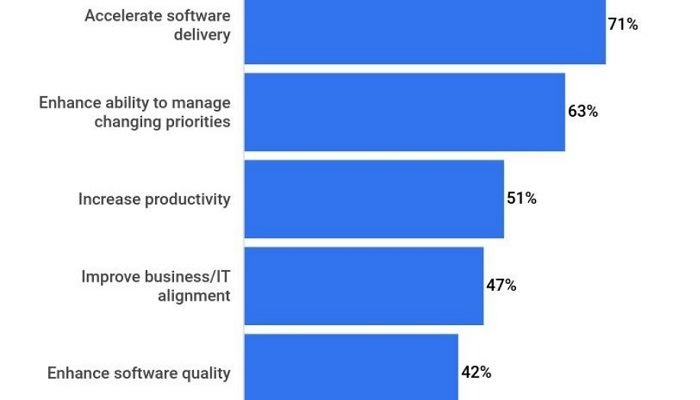 Accelerate software
delivery
71%
Enhance ability to manage
changing priorities
63%
Increase productivity
51%
Improve business/IT
alignment
47%
Enhance software quality
42%